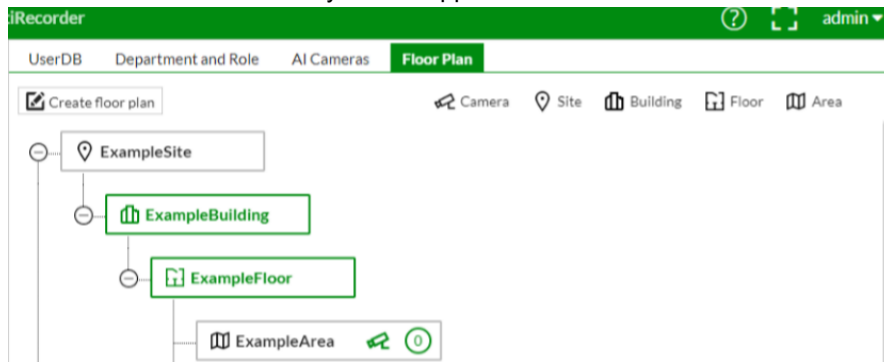 iRecorder admin
UserDB Department and Role AI Cameras Floor Plan
Create floor plan Camera Site Building Floor Area
ExampleSite
ExampleBuilding
ExampleFloor
ExampleArea 0